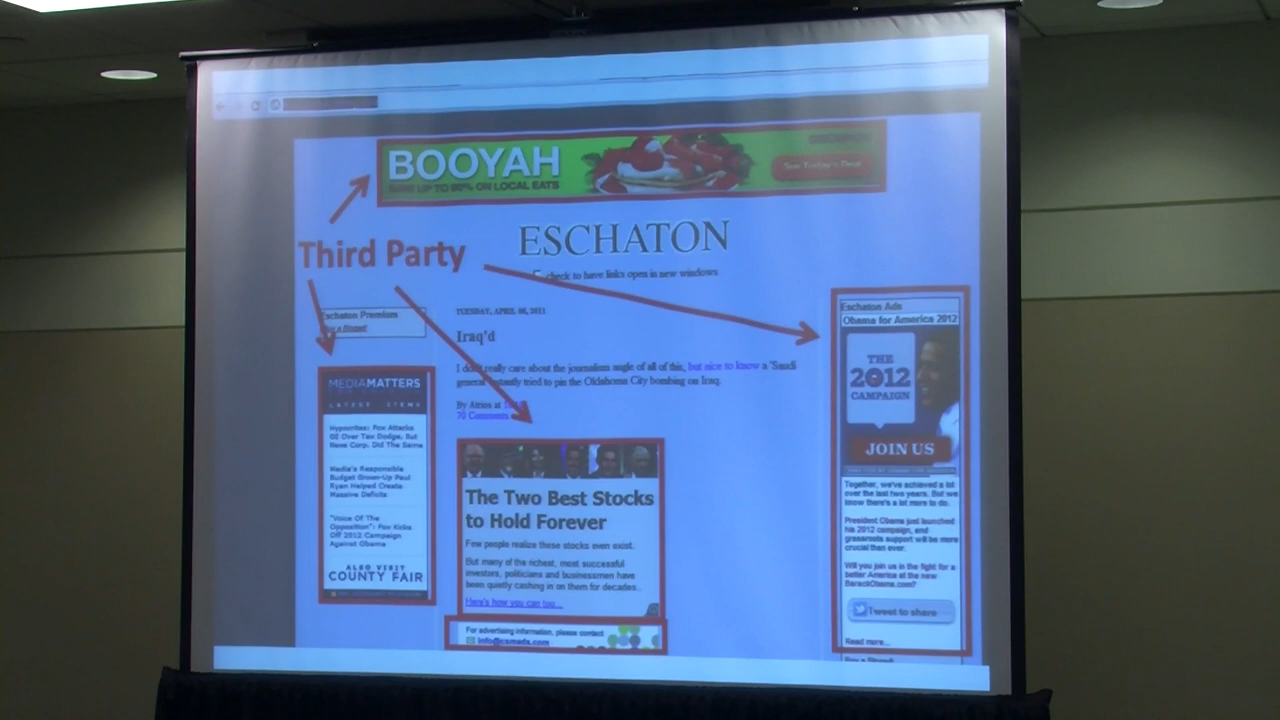 BOOYAH
SAVE UP TO 90% ON LOCAL EATS
See Today's Deal
Third Party
ESCHATON
check to have links open in new windows
Eschaton Premium
TUESDAY, APRIL 2011
Iraq'd
I don't really care about the journalism angle of all of this, but nice to know a 'Saudi
general instantly tried to pin the Oklahoma City bombing on Iraq.
By Atrios at
70 Comments
MEDIAMATTERS
LATEST ITEMS
Hypocrites: Fox Attacks
GE Over Tax Dodge, But
News Corp. Did The Same
Media's Responsible
Budget Grown-Up Paul
Ryan Helped Create
Massive Deficits
"Voice Of The
Opposition": Fox Kicks
Off 2012 Campaign
Against Obama
ALSO VISIT
COUNTY FAIR
The Two Best Stocks
to Hold Forever
Few people realize these stocks even exist.
But many of the richest, most successful
investors, politicians and businessmen have
been quietly cashing in on them for decades.
Here's how you can too...
For advertising information, please contact
Eschaton Ads
Obama for America 2012
THE
2012
CAMPAIGN
JOIN US
Together, we've achieved a lot
over the last two years. But we
know there's a lot more to do.
President Obama just launched
his 2012 campaign, and
grassroots support will be more
crucial than ever.
Will you join us in the fight for a
better America at the new
BarackObama.com?
Tweet to share
Read more...